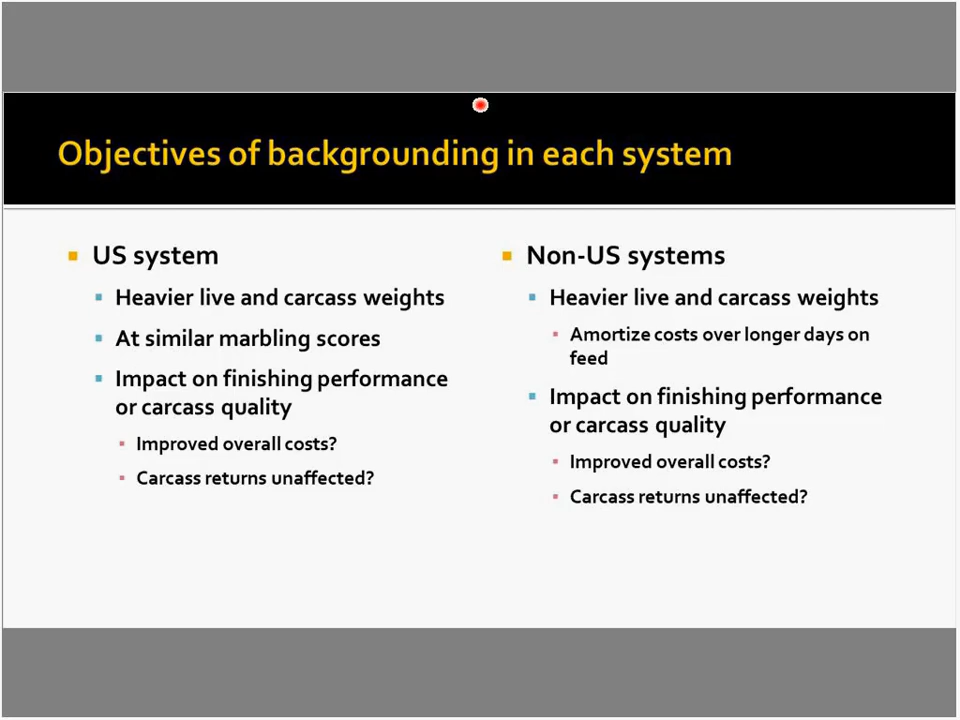 Objectives of backgrounding in each system
US system
Heavier live and carcass weights
At similar marbling scores
Impact on finishing performance
or carcass quality
Improved overall costs?
Carcass returns unaffected?
Non-US systems
Heavier live and carcass weights
Amortize costs over longer days on
feed
Impact on finishing performance
or carcass quality
Improved overall costs?
Carcass returns unaffected?